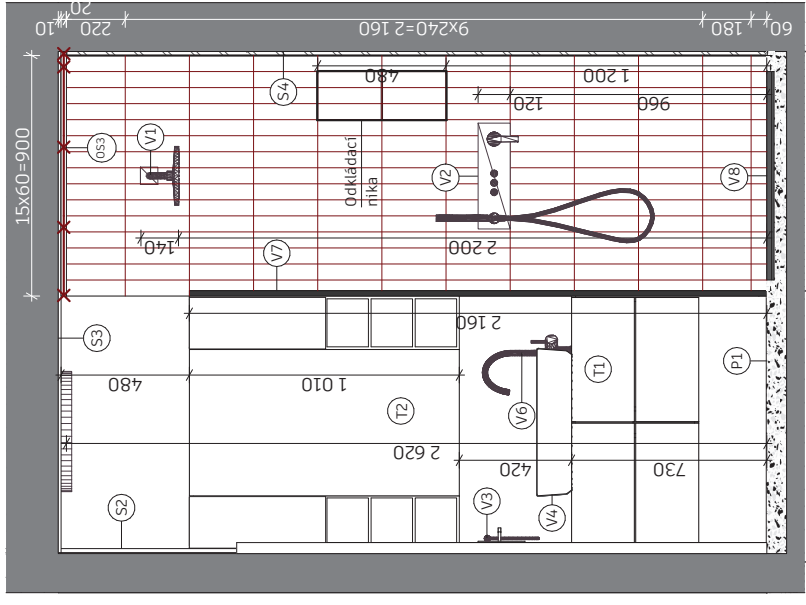 20
10
220
9x240=2 160
180
60
15x60=900
S4
480
1 200
120
960
V1
OS3
Odkládací
nika
V2
V8
140
V7
2 200
S3
2 160
480
1 010
T2
V6
T1
P1
2 620
420
730
S2
V3
V4